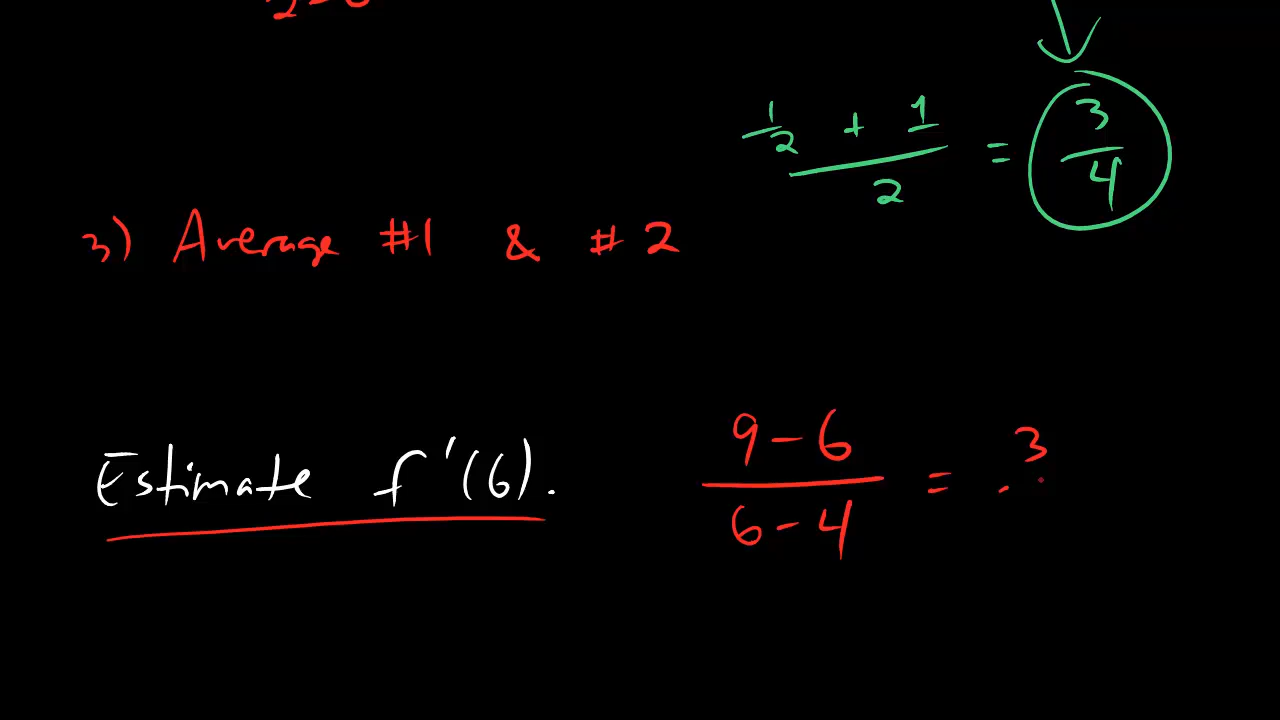 1/2 + 1
―
2
= 3/4
3) Average #1 & #2
Estimate f'(6).
9-6
―
6-4
= 3